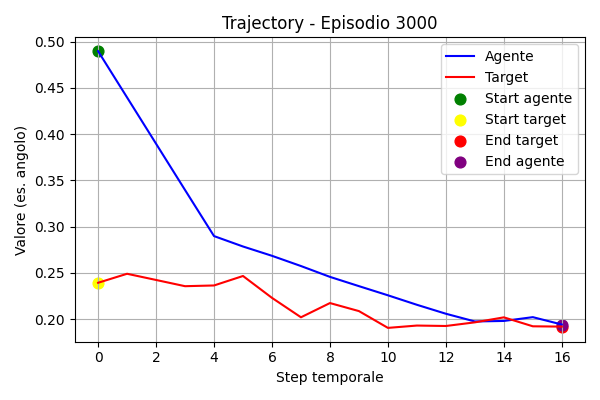 Trajectory - Episodio 3000
Valore (es. angolo)
0.50
0.45
0.40
0.35
0.30
0.25
0.20
Agente
Target
Start agente
Start target
End target
End agente
0 2 4 6 8 10 12 14 16
Step temporale